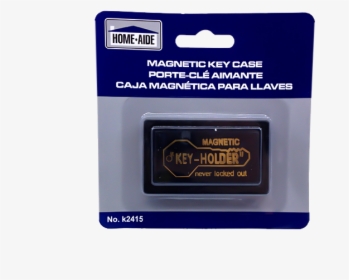 HOME-AIDE
MAGNETIC KEY CASE
PORTE-CLÉ AIMANTE
CAJA MAGNÉTICA PARA LLAVES
MAGNETIC
"KEY-HOLDER"
never locked out
No. k2415